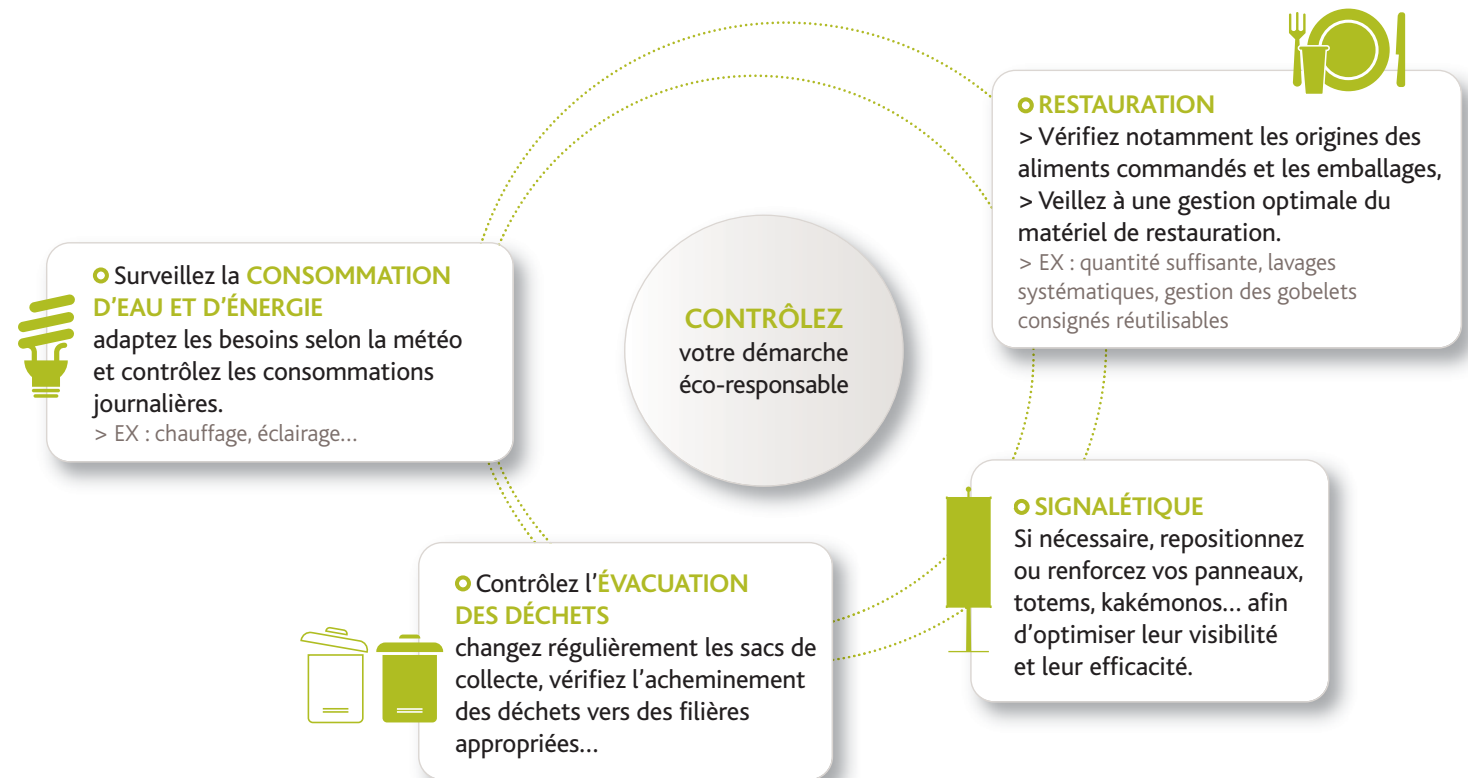 RESTAURATION
> Vérifiez notamment les origines des
aliments commandés et les emballages,
> Veillez à une gestion optimale du
matériel de restauration.
> EX : quantité suffisante, lavages
systématiques, gestion des gobelets
consignés réutilisables
Surveillez la CONSOMMATION
D'EAU ET D'ÉNERGIE
adaptez les besoins selon la météo
et contrôlez les consommations
journalières.
> EX : chauffage, éclairage...
CONTRÔLEZ
votre démarche
éco-responsable
SIGNALÉTIQUE
Si nécessaire, repositionnez
ou renforcez vos panneaux,
totems, kakémonos... afin
d'optimiser leur visibilité
et leur efficacité.
Contrôlez l'ÉVACUATION
DES DÉCHETS
changez régulièrement les sacs de
collecte, vérifiez l'acheminement
des déchets vers des filières
appropriées...